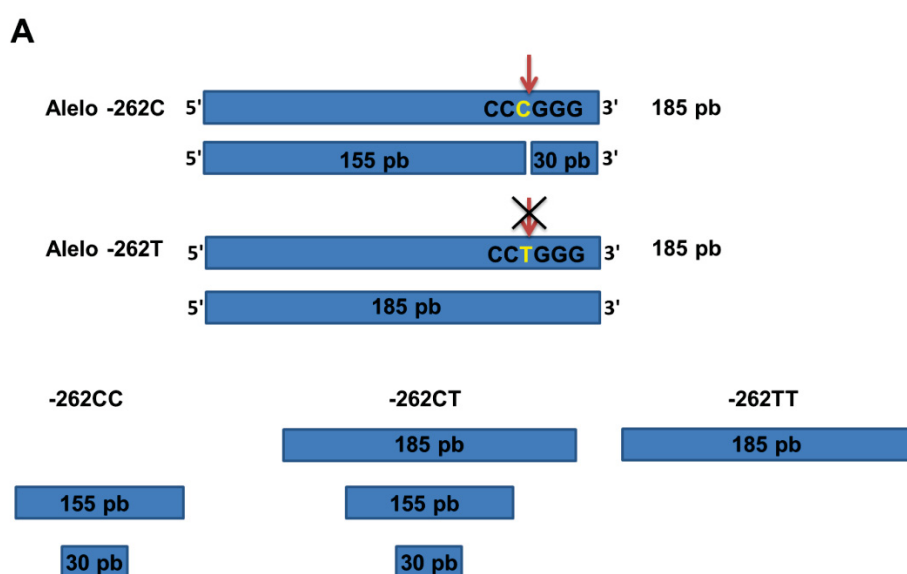 A
Alelo -262C 5' CCCGGG 3' 185 pb
5' 155 pb 30 pb 3'
Alelo -262T 5' CCTGGG 3' 185 pb
5' 185 pb 3'
-262CC -262CT -262TT
185 pb 185 pb
155 pb 155 pb
30 pb 30 pb